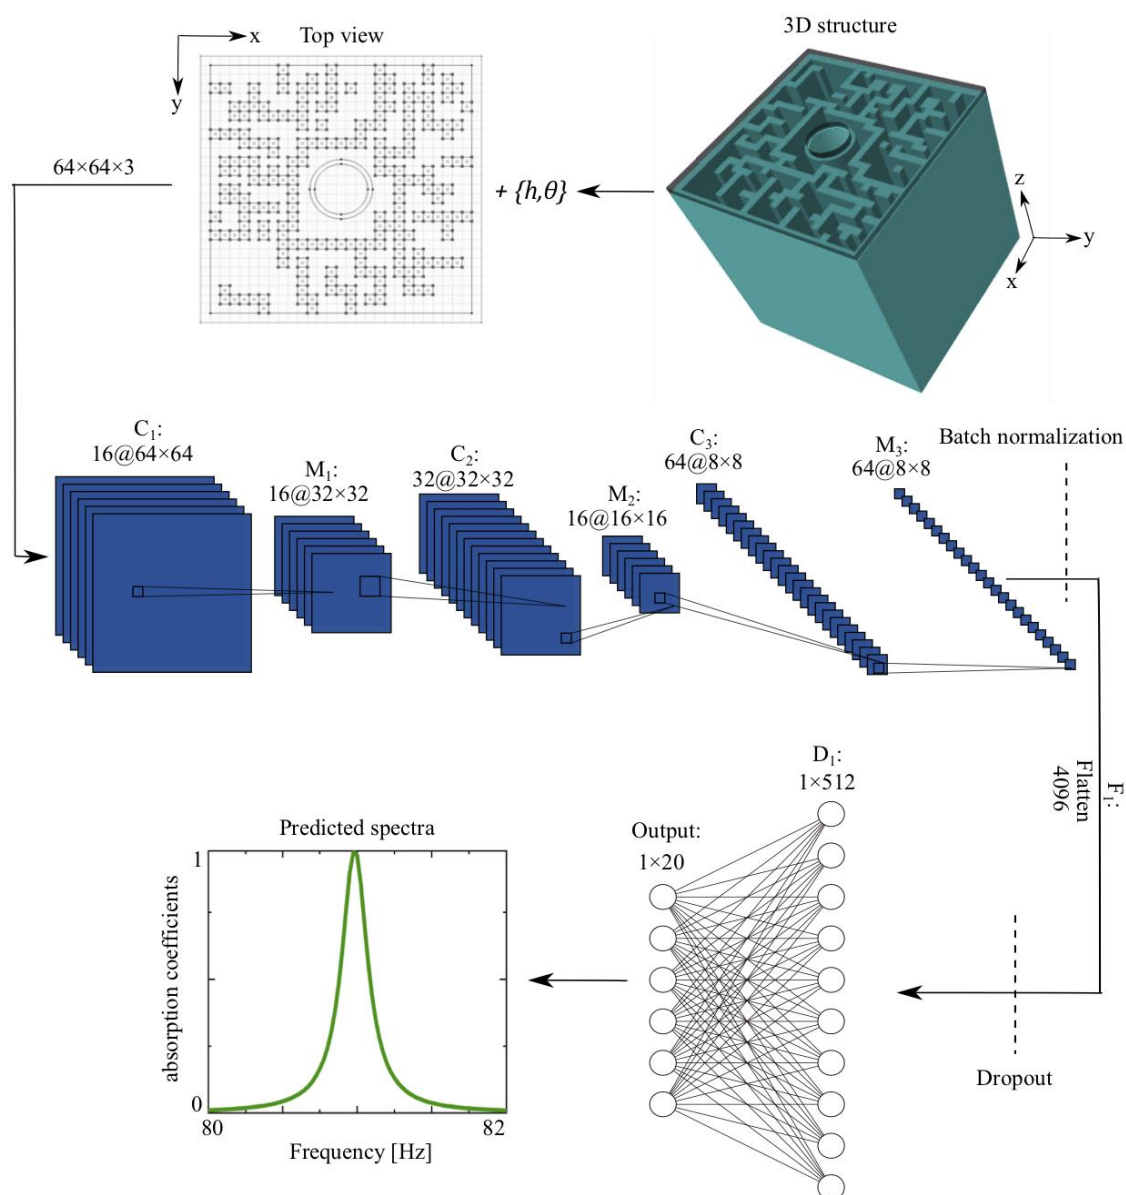 3D structure
x
Top view
y
64×64×3
+ {h,θ}
z
y
x
C₁:
16@64×64
M₁:
16@32×32
C₂:
32@32×32
M₂:
16@16×16
C₃:
64@8×8
M₃:
64@8×8
Batch normalization
F₁:
Flatten
4096
D₁:
1×512
Output:
1×20
Dropout
Predicted spectra
1
absorption coefficients
0
80
82
Frequency [Hz]